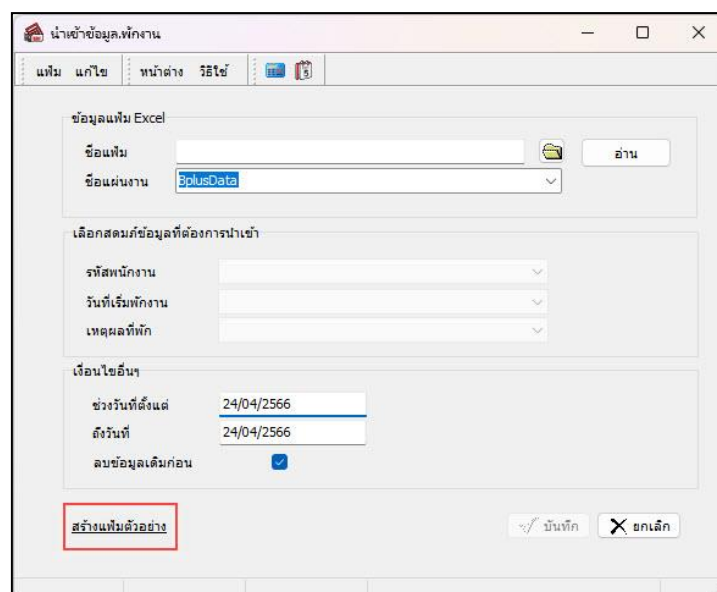 นำเข้าข้อมูล.พักงาน
แฟ้ม แก้ไข หน้าต่าง วิธีใช้
ข้อมูลแฟ้ม Excel
ชื่อแฟ้ม
อ่าน
ชื่อแผ่นงาน BplusData
เลือกสดมภ์ข้อมูลที่ต้องการนำเข้า
รหัสพนักงาน
วันที่เริ่มพักงาน
เหตุผลที่พัก
เงื่อนไขอื่นๆ
ช่วงวันที่ตั้งแต่ 24/04/2566
ถึงวันที่ 24/04/2566
ลบข้อมูลเดิมก่อน
สร้างแฟ้มตัวอย่าง บันทึก ยกเลิก